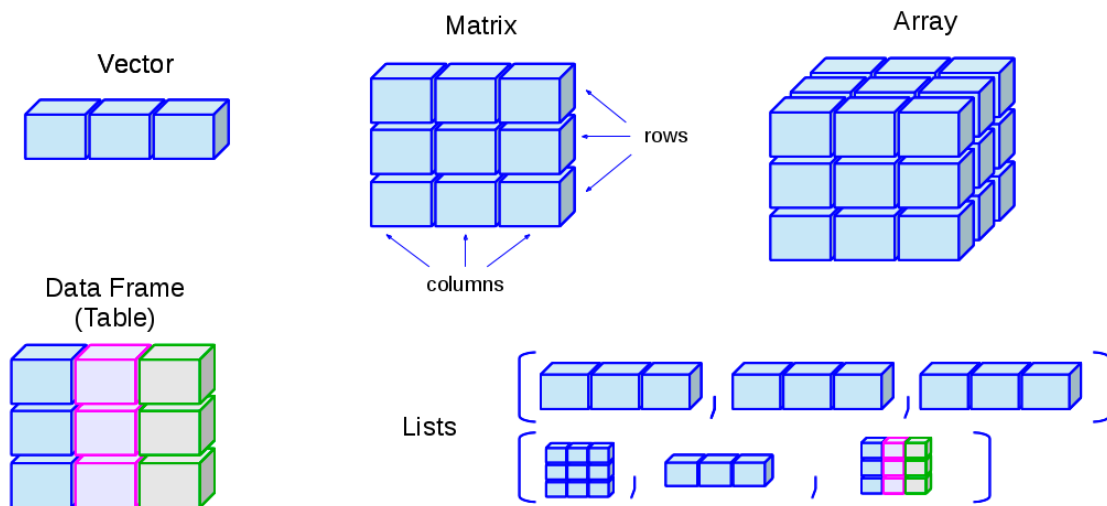 Vector
Matrix
Array
rows
columns
Data Frame
(Table)
Lists
,
,
,
,